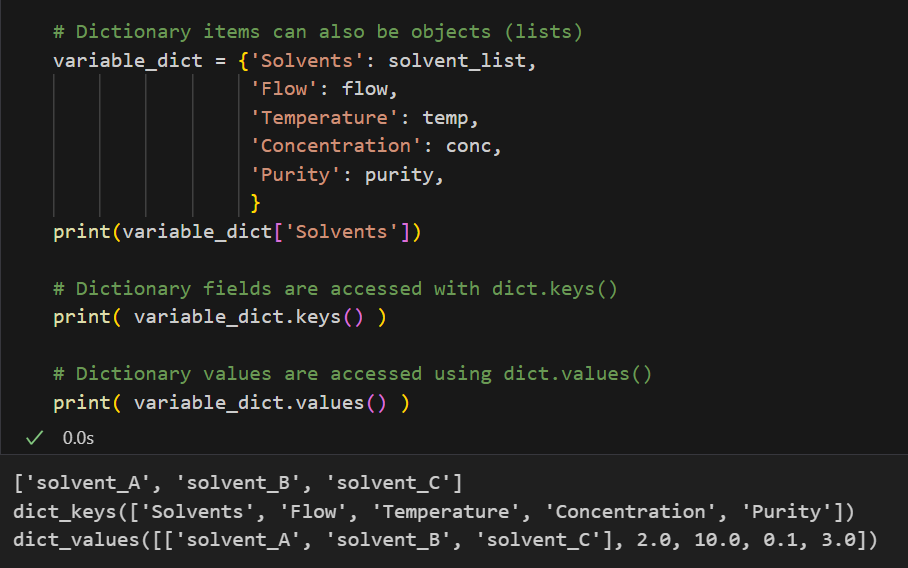 # Dictionary items can also be objects (lists)
variable_dict = {'Solvents': solvent_list,
'Flow': flow,
'Temperature': temp,
'Concentration': conc,
'Purity': purity,
}
print(variable_dict['Solvents'])
# Dictionary fields are accessed with dict.keys()
print( variable_dict.keys() )
# Dictionary values are accessed using dict.values()
print( variable_dict.values() )
0.0s
['solvent_A', 'solvent_B', 'solvent_C']
dict_keys(['Solvents', 'Flow', 'Temperature', 'Concentration', 'Purity'])
dict_values([['solvent_A', 'solvent_B', 'solvent_C'], 2.0, 10.0, 0.1, 3.0])